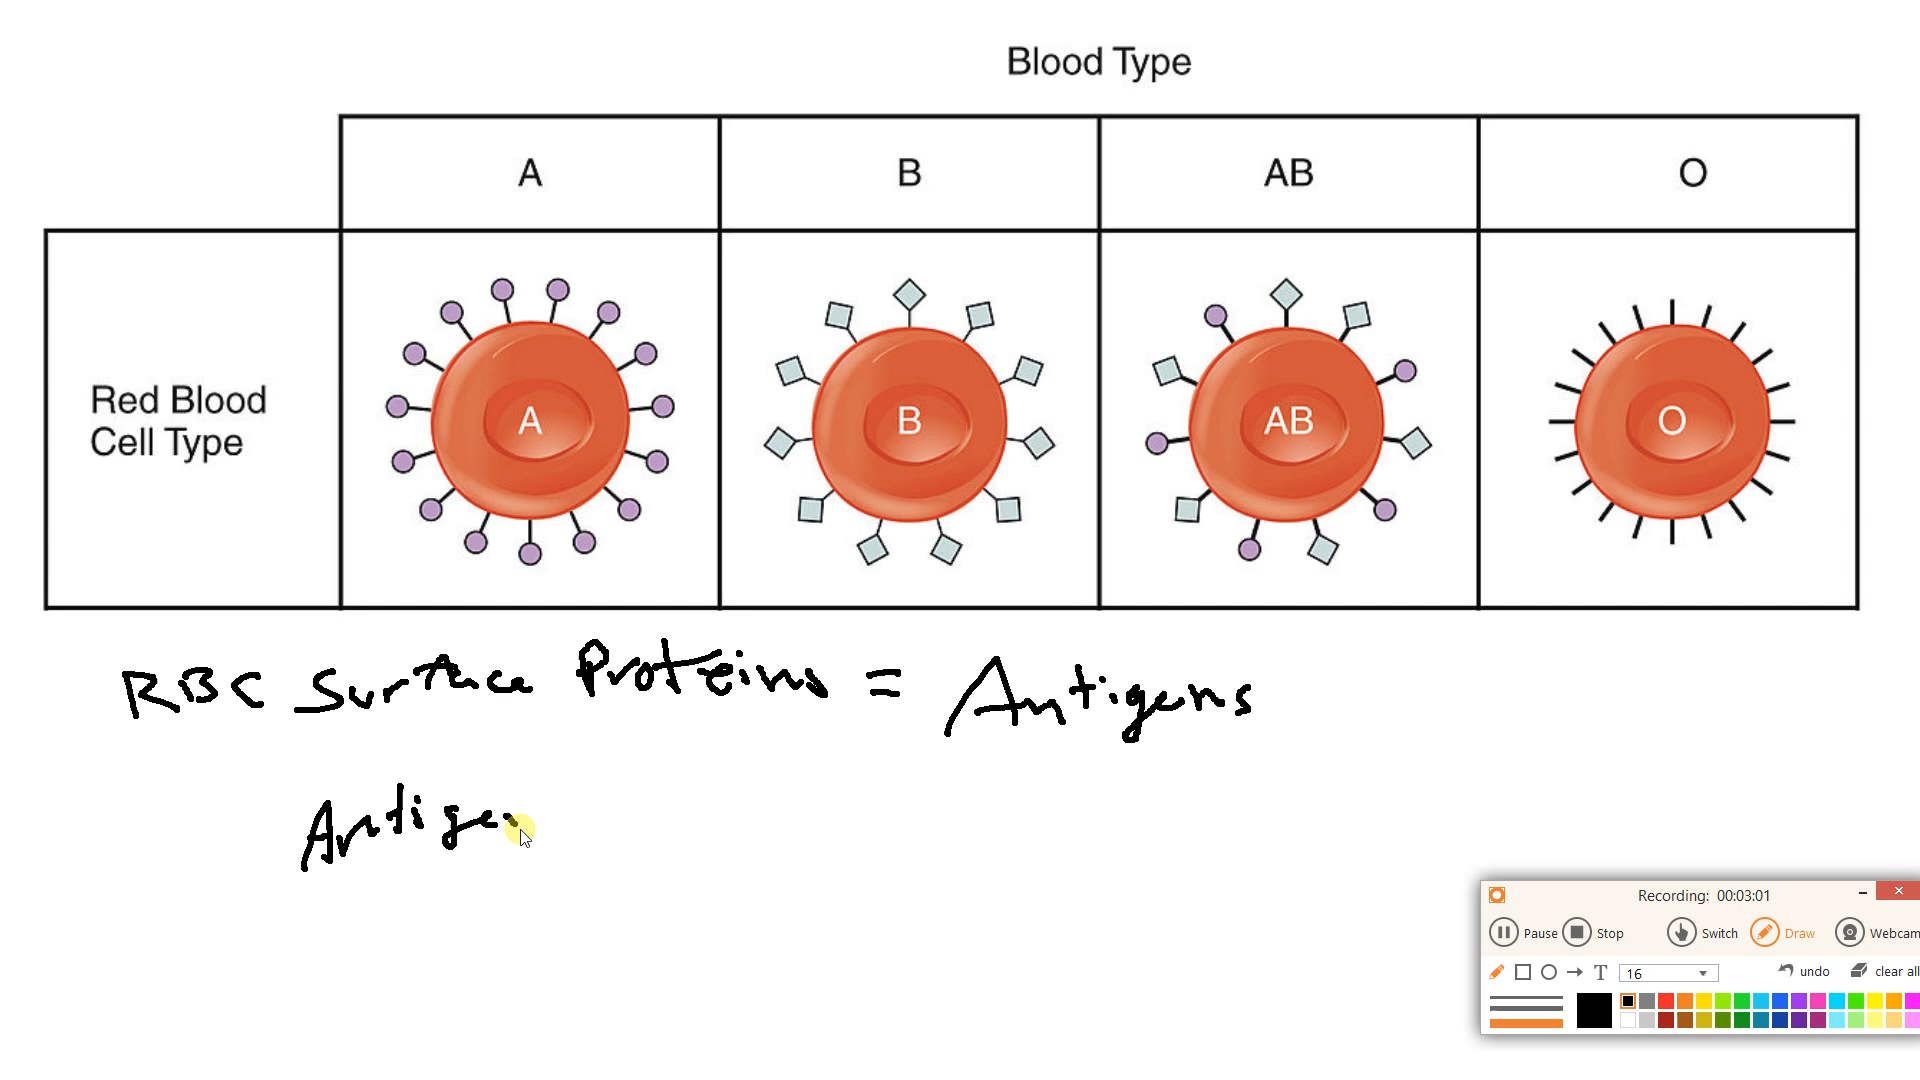 Blood Type
A B AB O
Red Blood
Cell Type
A B AB O
RBC Surface Proteins = Antigens
Antigen
Recording: 00:03:01
Pause Stop Switch Draw Webcam
T 16 undo clear all